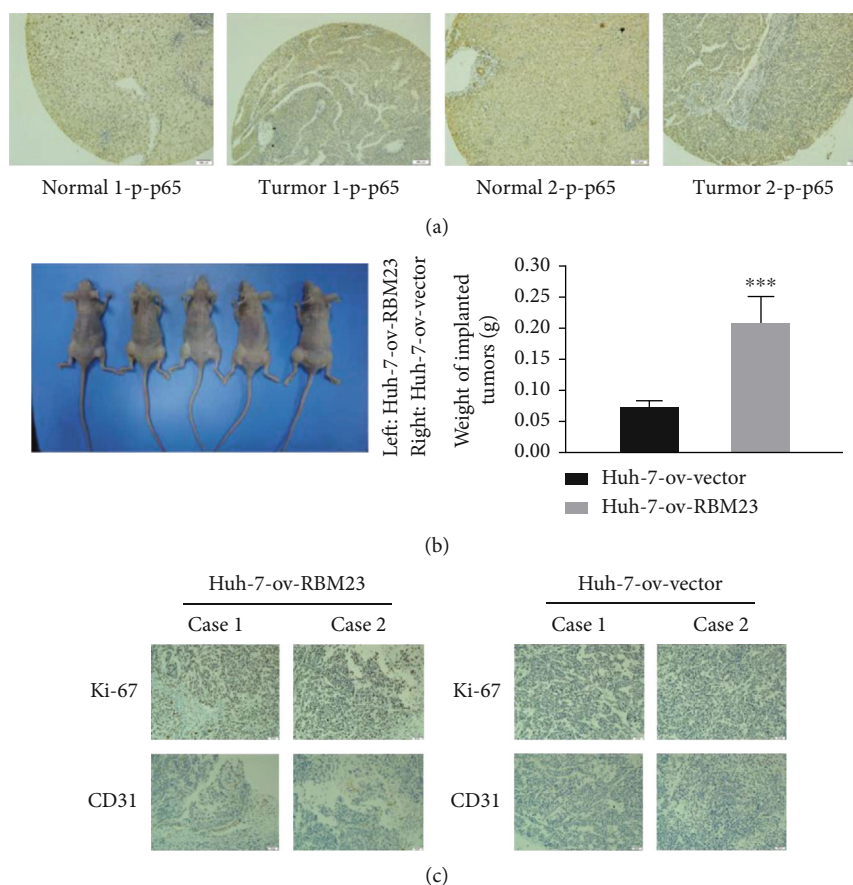 Normal 1-p-p65
Turmor 1-p-p65
Normal 2-p-p65
Turmor 2-p-p65
(a)
Left: Huh-7-ov-RBM23
Right: Huh-7-ov-vector
Weight of implanted
tumors (g)
0.30
0.25
0.20
0.15
0.10
0.05
0.00
***
Huh-7-ov-vector
Huh-7-ov-RBM23
(b)
Huh-7-ov-RBM23
Huh-7-ov-vector
Case 1
Case 2
Case 1
Case 2
Ki-67
Ki-67
CD31
CD31
(c)